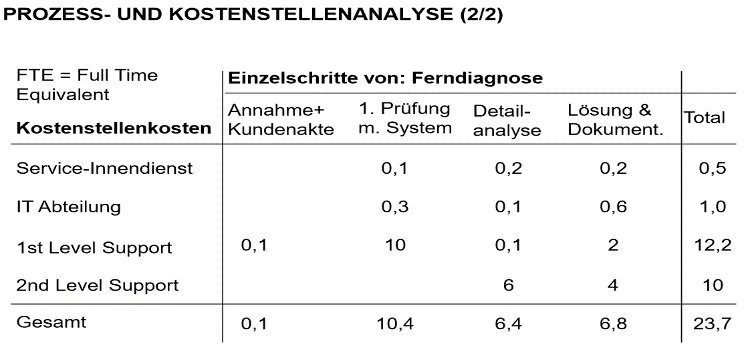 PROZESS- UND KOSTENSTELLENANALYSE (2/2)
FTE = Full Time
Equivalent
Einzelschritte von: Ferndiagnose
Kostenstellenkosten
Annahme+
Kundenakte
1. Prüfung
m. System
Detail-
analyse
Lösung &
Dokument.
Total
Service-Innendienst 0,1 0,2 0,2 0,5
IT Abteilung 0,3 0,1 0,6 1,0
1st Level Support 0,1 10 0,1 2 12,2
2nd Level Support 6 4 10
Gesamt 0,1 10,4 6,4 6,8 23,7